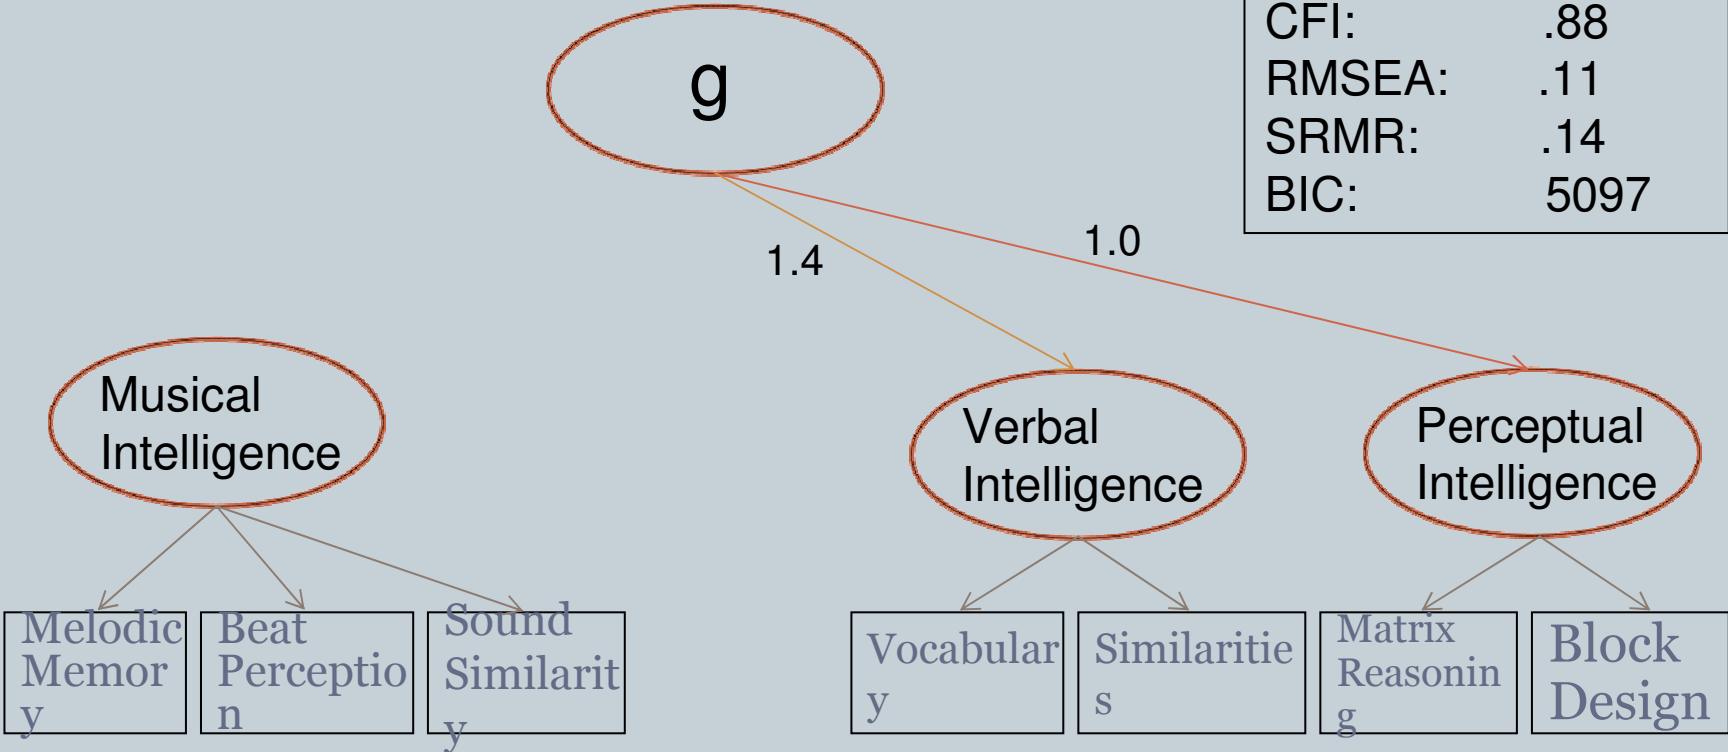 g
CFI: .88
RMSEA: .11
SRMR: .14
BIC: 5097
1.4
1.0
Musical
Intelligence
Verbal
Intelligence
Perceptual
Intelligence
Melodic
Memor
y
Beat
Perceptio
n
Sound
Similarit
y
Vocabular
y
Similaritie
s
Matrix
Reasonin
g
Block
Design